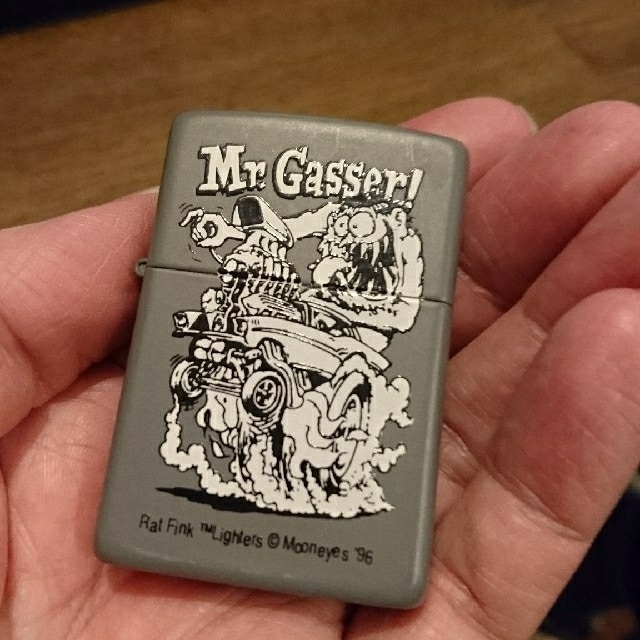 Mr. Gasser!
Rat Fink ™Lighters © Mooneyes '96